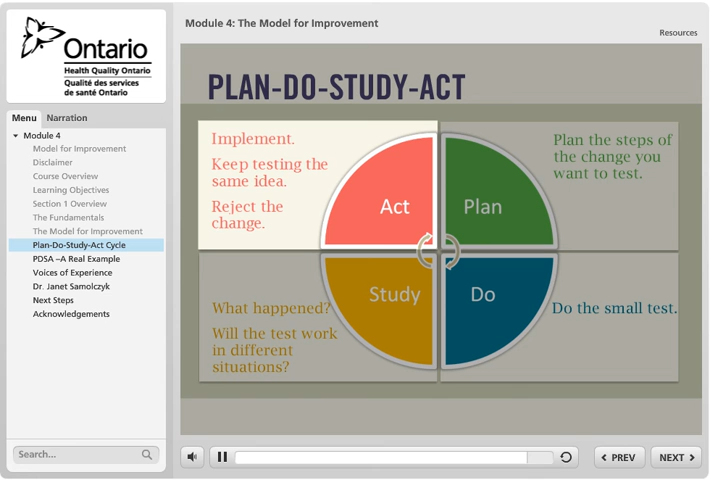 Module 4: The Model for Improvement
Resources
Ontario
Health Quality Ontario
Qualité des services
de santé Ontario
Menu
Narration
Module 4
Model for Improvement
Disclaimer
Course Overview
Learning Objectives
Section 1 Overview
The Fundamentals
The Model for Improvement
Plan-Do-Study-Act Cycle
PDSA –A Real Example
Voices of Experience
Dr. Janet Samolczyk
Next Steps
Acknowledgements
Search...
PLAN-DO-STUDY-ACT
Implement.
Keep testing the
same idea.
Reject the
change.
Act
Plan
Plan the steps of
the change you
want to test.
Study
Do
What happened?
Will the test work
in different
situations?
Do the small test.
PREV
NEXT